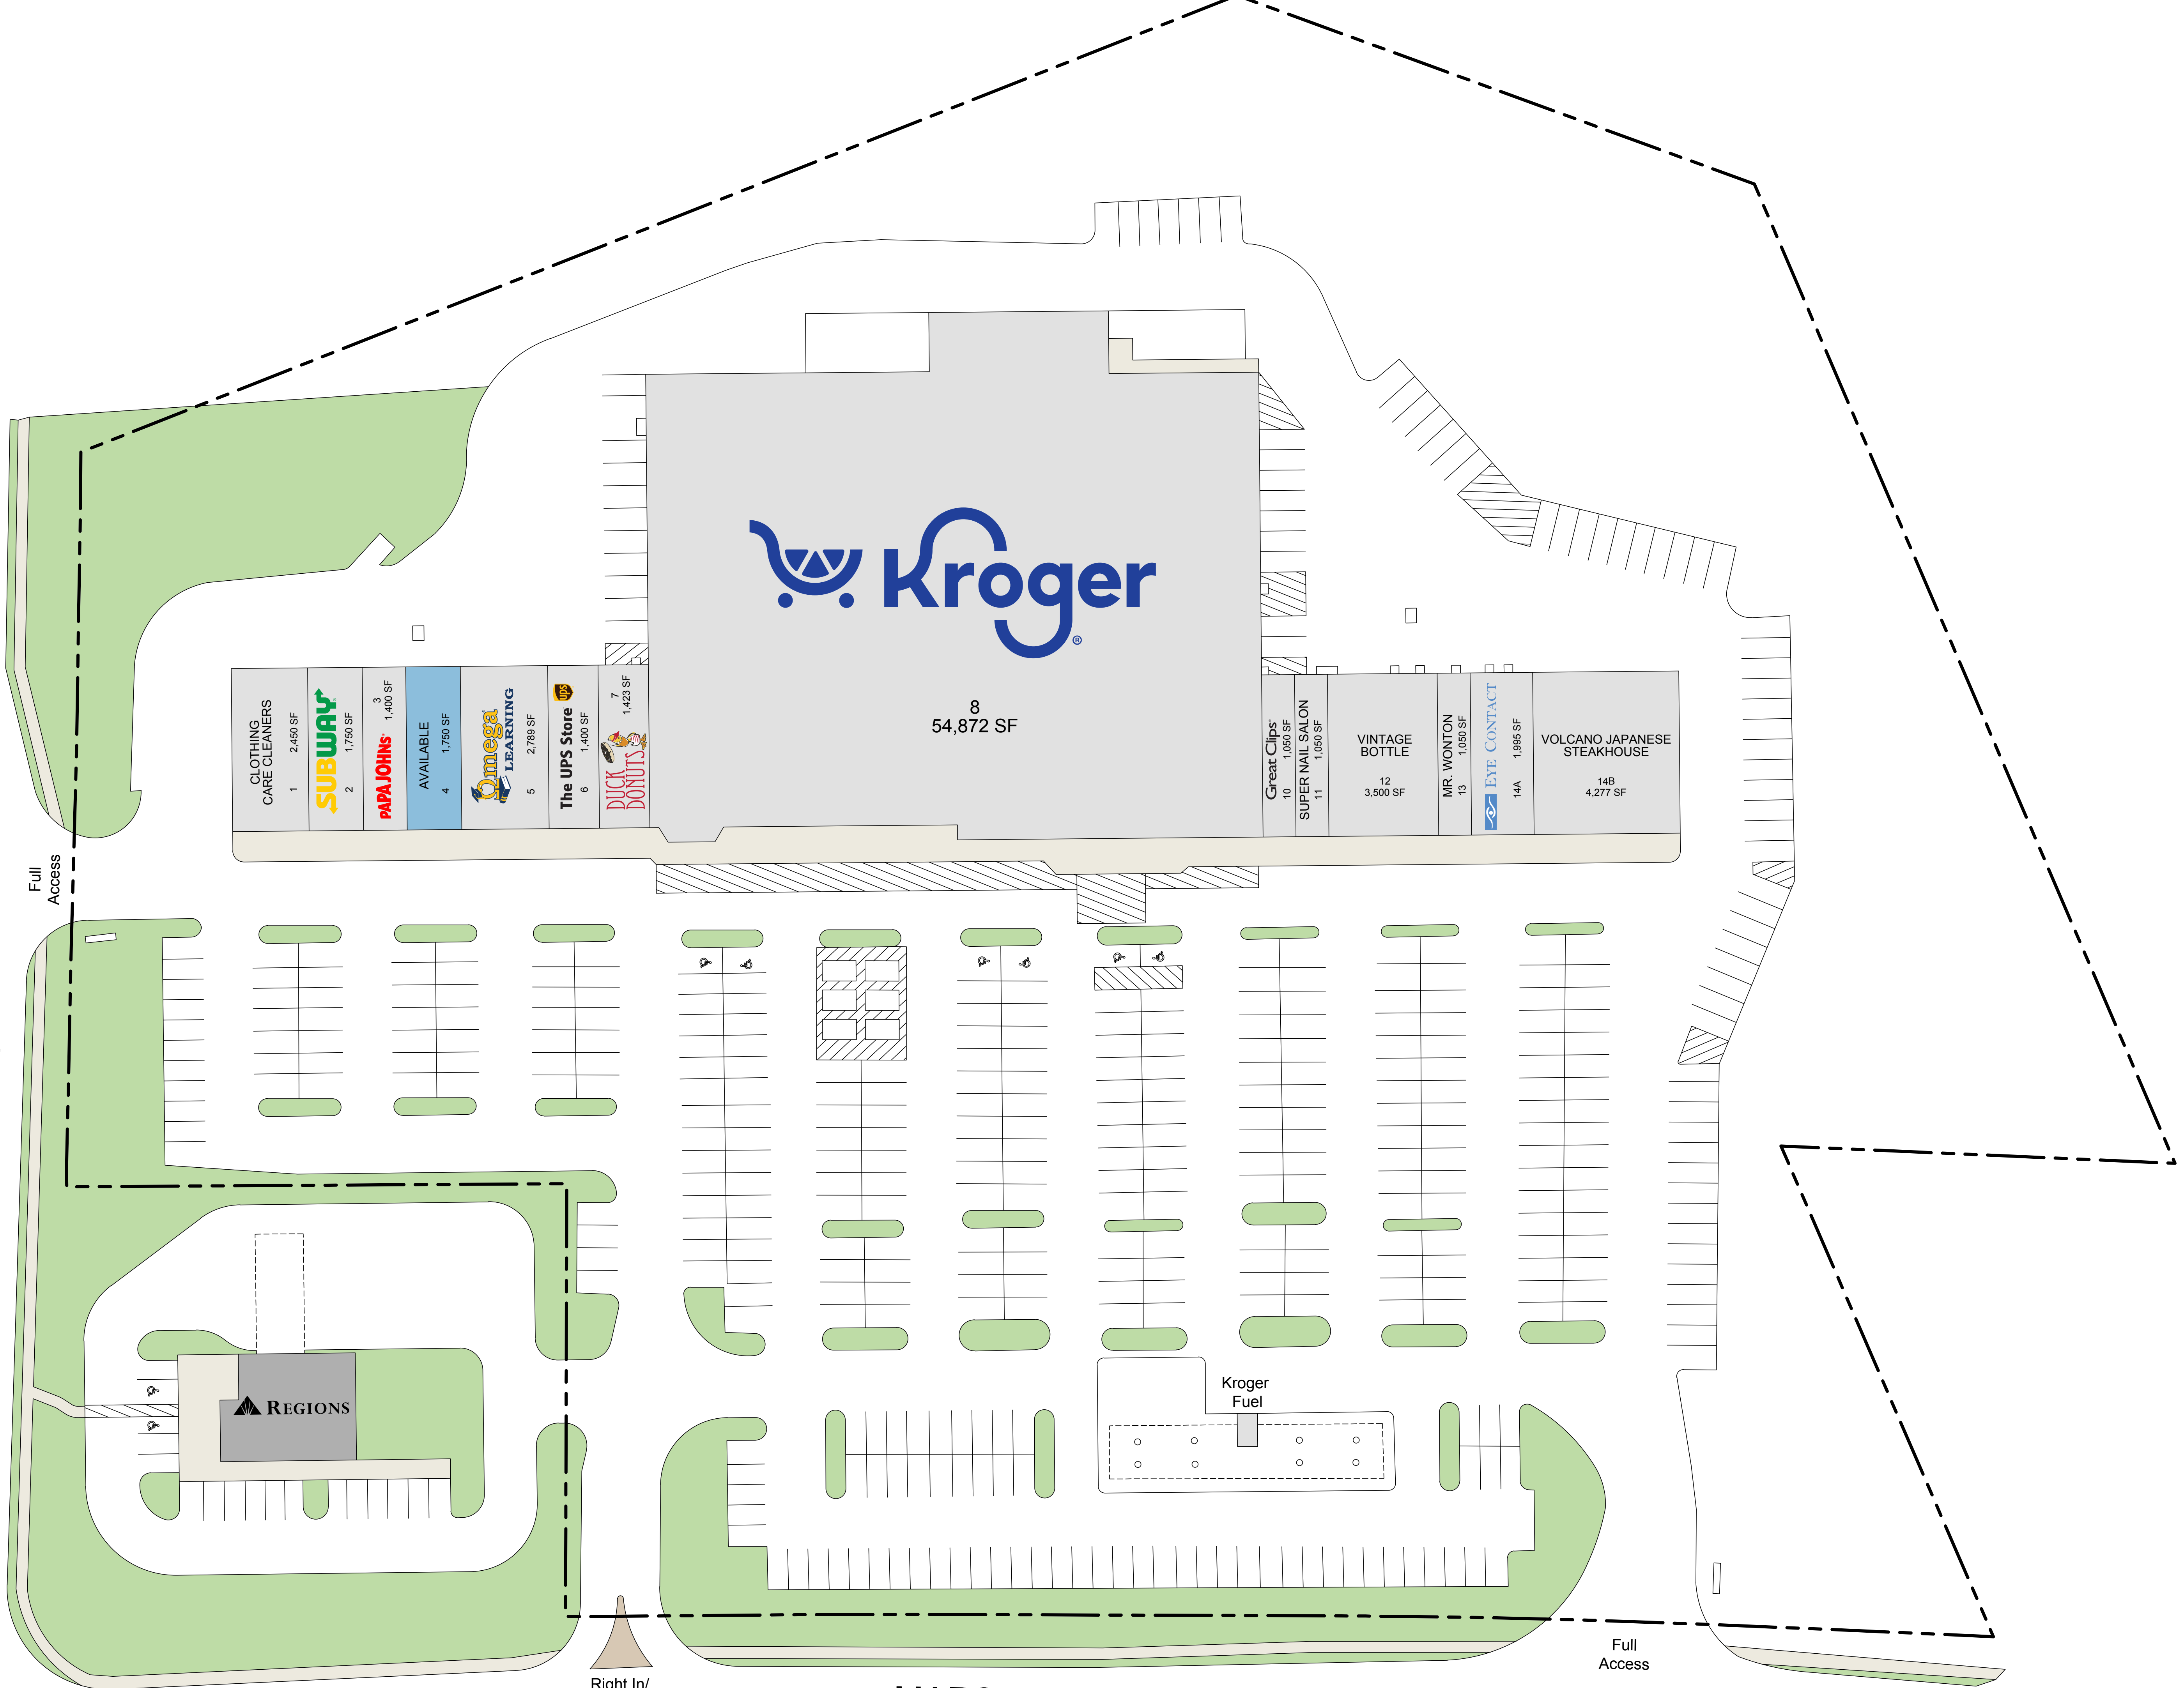 Kroger
®
8
54,872 SF
CLOTHING
CARE CLEANERS
1 2,450 SF
SUBWAY
2 1,750 SF
3 1,400 SF
PAPA JOHNS
AVAILABLE
4 1,750 SF
Omega
LEARNING
5 2,789 SF
The UPS Store ups
6 1,400 SF
7 1,423 SF
DUCK
DONUTS
Great Clips
10 1,050 SF
SUPER NAIL SALON
11 1,050 SF
VINTAGE
BOTTLE
12
3,500 SF
MR. WONTON
13 1,050 SF
EYE CONTACT
14A 1,995 SF
VOLCANO JAPANESE
STEAKHOUSE
14B
4,277 SF
Full
Access
REGIONS
Kroger
Fuel
Full
Access
Right In/